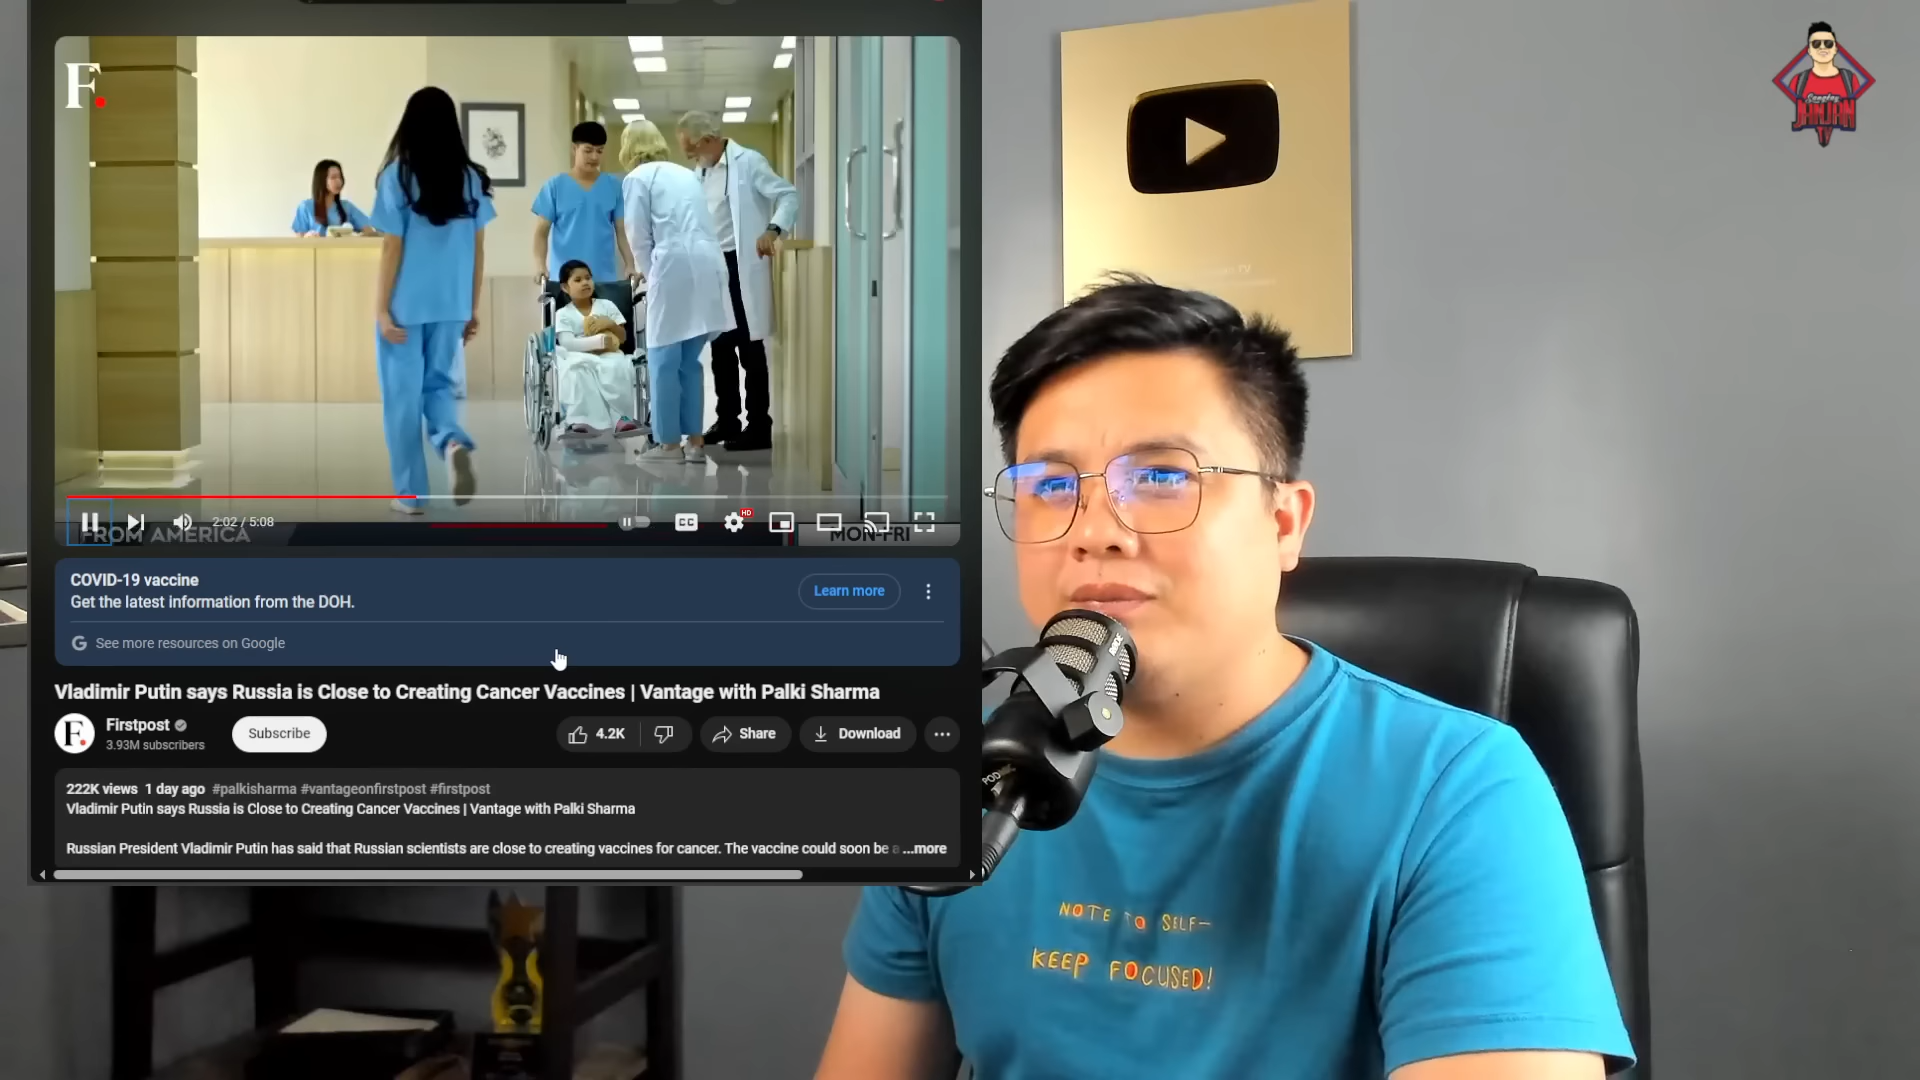 F.
2:02 / 5:08
CC
HD
FROM AMERICA
MON-FRI
COVID-19 vaccine
Get the latest information from the DOH.
Learn more
G See more resources on Google
Vladimir Putin says Russia is Close to Creating Cancer Vaccines | Vantage with Palki Sharma
F.
Firstpost
3.93M subscribers
Subscribe
4.2K
Share
Download
222K views 1 day ago #palkisharma #vantageonfirstpost #firstpost
Vladimir Putin says Russia is Close to Creating Cancer Vaccines | Vantage with Palki Sharma
Russian President Vladimir Putin has said that Russian scientists are close to creating vaccines for cancer. The vaccine could soon be a ...more
JANJAN
TV
RODE
NOTE TO SELF-
KEEP FOCUSED!